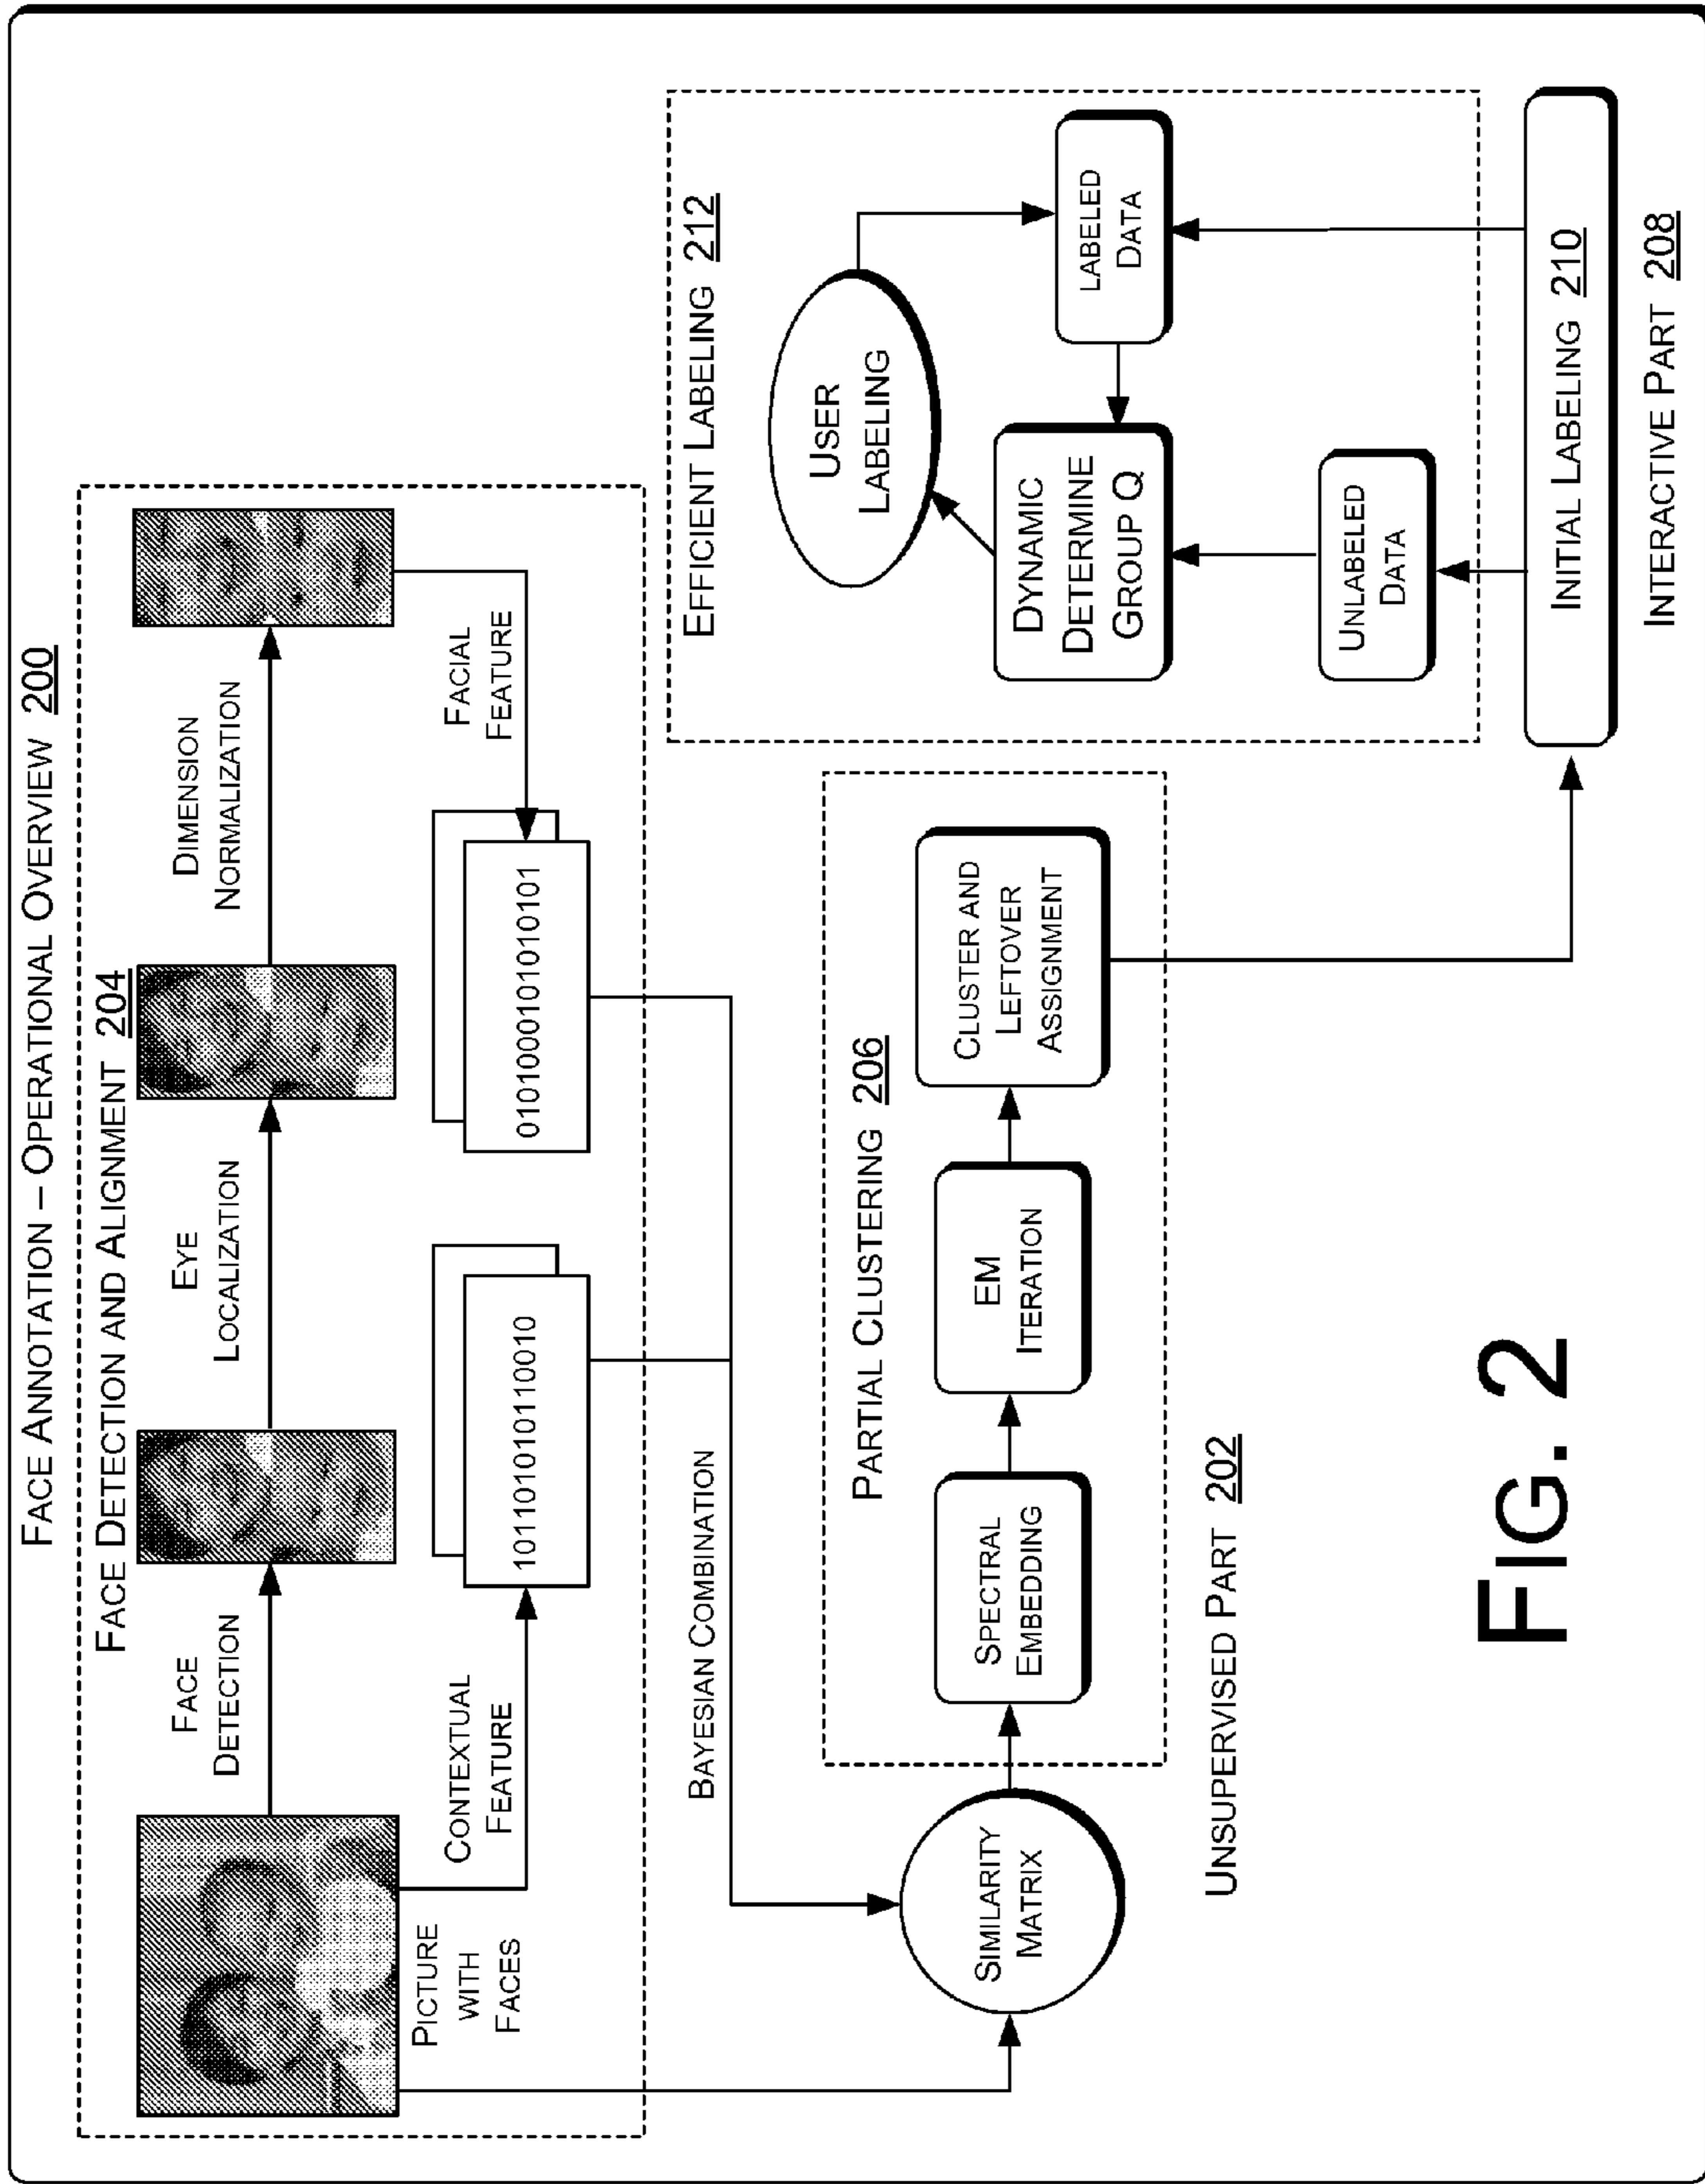 FACE ANNOTATION – OPERATIONAL OVERVIEW 200
FACE DETECTION AND ALIGNMENT 204
FACE
DETECTION
EYE
LOCALIZATION
DIMENSION
NORMALIZATION
PICTURE
WITH
FACES
CONTEXTUAL
FEATURE
1011010101110010
0101000101010101
FACIAL
FEATURE
BAYESIAN COMBINATION
SIMILARITY
MATRIX
PARTIAL CLUSTERING 206
SPECTRAL
EMBEDDING
EM
ITERATION
CLUSTER AND
LEFTOVER
ASSIGNMENT
UNSUPERVISED PART 202
EFFICIENT LABELING 212
USER
LABELING
DYNAMIC
DETERMINE
GROUP Q
LABELED
DATA
UNLABELED
DATA
INITIAL LABELING 210
INTERACTIVE PART 208
FIG. 2